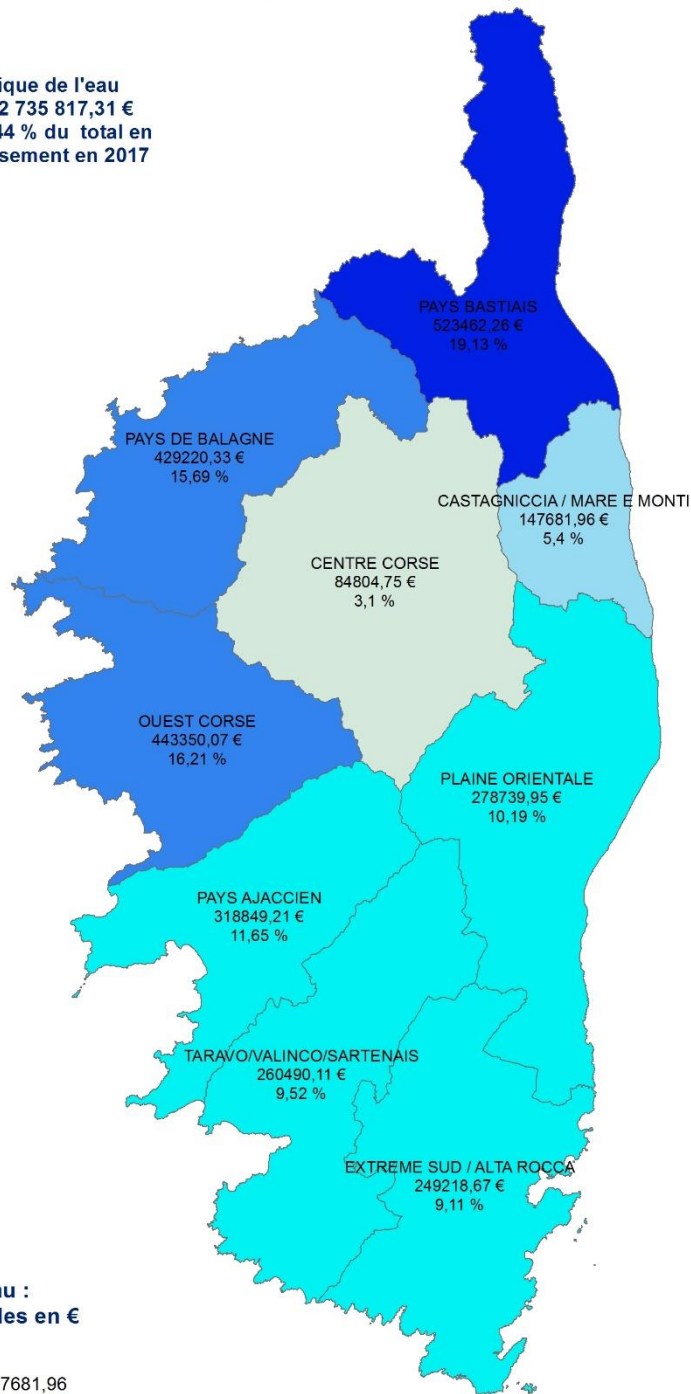 ique de l'eau
2 735 817,31 €
44 % du total en
sement en 2017
PAYS BASTIAIS
523462,26 €
19,13 %
PAYS DE BALAGNE
429220,33 €
15,69 %
CASTAGNICCIA / MARE E MONTI
147681,96 €
5,4 %
CENTRE CORSE
84804,75 €
3,1 %
OUEST CORSE
443350,07 €
16,21 %
PLAINE ORIENTALE
278739,95 €
10,19 %
PAYS AJACCIEN
318849,21 €
11,65 %
TARAVO/VALINCO/SARTENAIS
260490,11 €
9,52 %
EXTREME SUD / ALTA ROCCA
249218,67 €
9,11 %
au :
les en €
7681,96